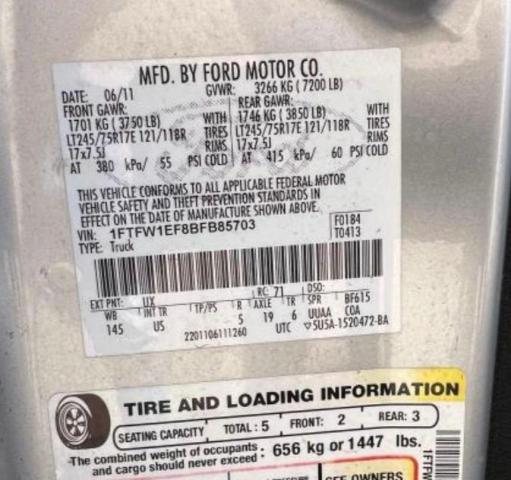 MFD. BY FORD MOTOR CO.
DATE: 06/11 GVWR: 3266 KG (7200 LB)
FRONT GAWR: REAR GAWR:
1701 KG (3750 LB) WITH 1746 KG (3850 LB) WITH
LT245/75R17E 121/118R TIRES LT245/75R17E 121/118R TIRES
17x7.5J RIMS 17x7.5J RIMS
AT 380 kPa/ 55 PSI COLD AT 415 kPa/ 60 PSI COLD
THIS VEHICLE CONFORMS TO ALL APPLICABLE FEDERAL MOTOR
VEHICLE SAFETY AND THEFT PREVENTION STANDARDS IN
EFFECT ON THE DATE OF MANUFACTURE SHOWN ABOVE.
VIN: 1FTFW1EF8BFB85703 F0184
TYPE: Truck T0413
EXT PNT: UX RC: 71 DSO:
WB INT TR TP/PS R AXLE TR SPR BF615
145 US 5 19 6 UUAA COA
2201106111260 UTC ▽5U5A-1520472-BA
TIRE AND LOADING INFORMATION
SEATING CAPACITY TOTAL: 5 FRONT: 2 REAR: 3
The combined weight of occupants and cargo should never exceed: 656 kg or 1447 lbs.
SEE OWNERS